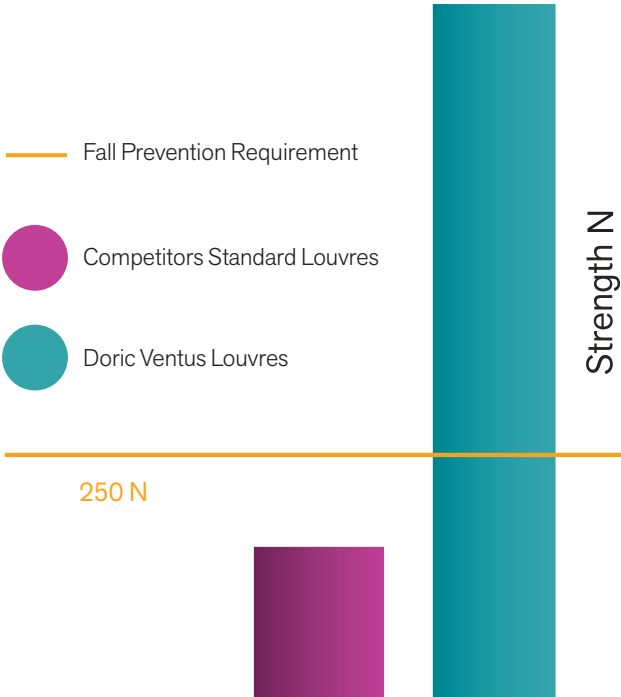 Fall Prevention Requirement
Competitors Standard Louvres
Doric Ventus Louvres
Strength N
250 N